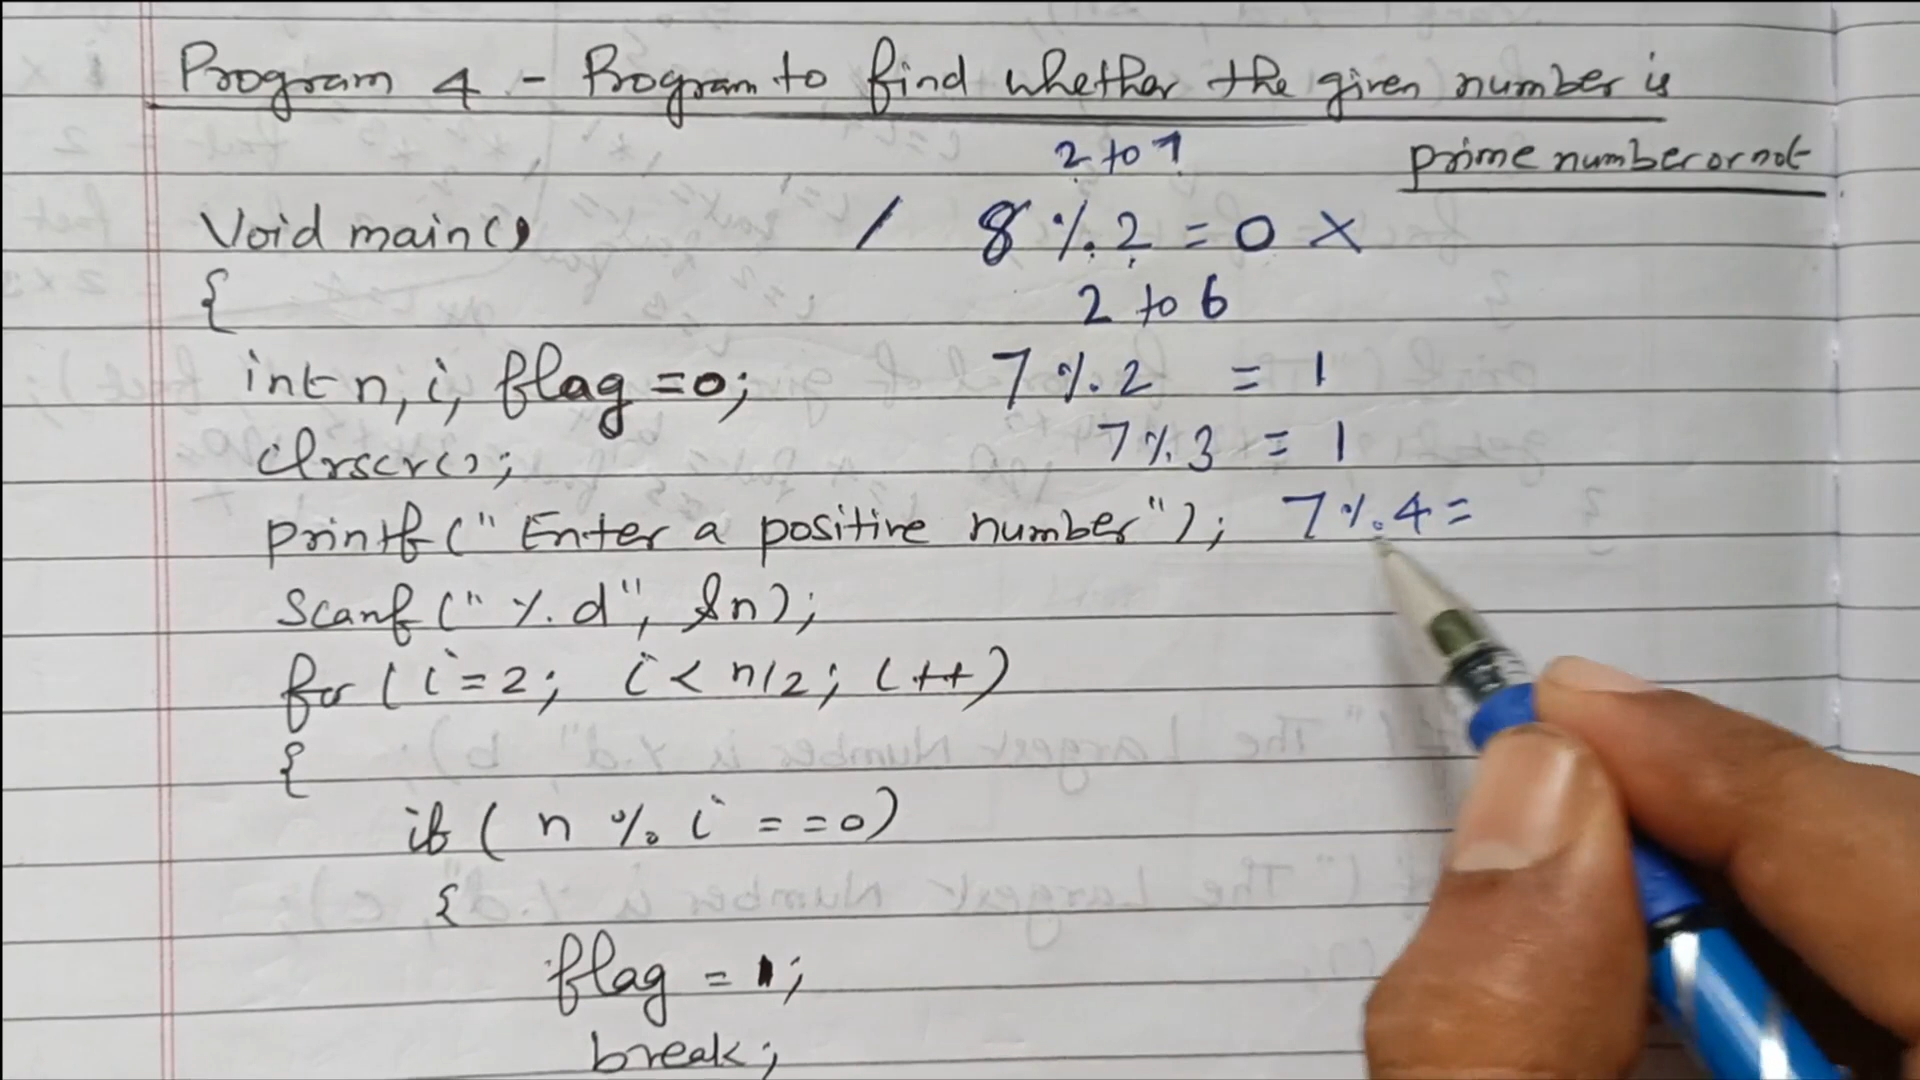 Program 4 - Program to find whether the given number is
prime number or not
2 to 7
Void main()
/ 8 % 2 = 0 ×
{
2 to 6
int n, i, flag = 0;
7 % 2 = 1
clrscr();
7 % 3 = 1
printf(" Enter a positive number");
7 % 4 =
Scanf(" %d", &n);
for (i=2; i < n/2; i++)
{
if ( n % i ==0)
{
flag = 1;
break;